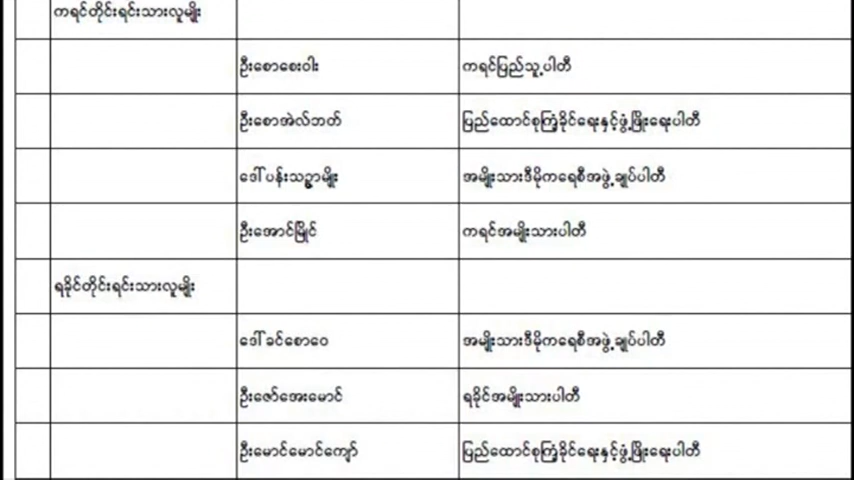 ကရင်တိုင်းရင်းသားလူမျိုး
ဦးစောစေးဝါး ကရင်ပြည်သူ့ပါတီ
ဦးစောအဲလ်ဘတ် ပြည်ထောင်စုကြံ့ခိုင်ရေးနှင့်ဖွံ့ဖြိုးရေးပါတီ
ဒေါ်ပန်းသဉ္ဇာမျိုး အမျိုးသားဒီမိုကရေစီအဖွဲ့ချုပ်ပါတီ
ဦးအောင်မြိုင် ကရင်အမျိုးသားပါတီ
ရခိုင်တိုင်းရင်းသားလူမျိုး
ဒေါ်ခင်စောဝေ အမျိုးသားဒီမိုကရေစီအဖွဲ့ချုပ်ပါတီ
ဦးဇော်အေးမောင် ရခိုင်အမျိုးသားပါတီ
ဦးမောင်မောင်ကျော် ပြည်ထောင်စုကြံ့ခိုင်ရေးနှင့်ဖွံ့ဖြိုးရေးပါတီ